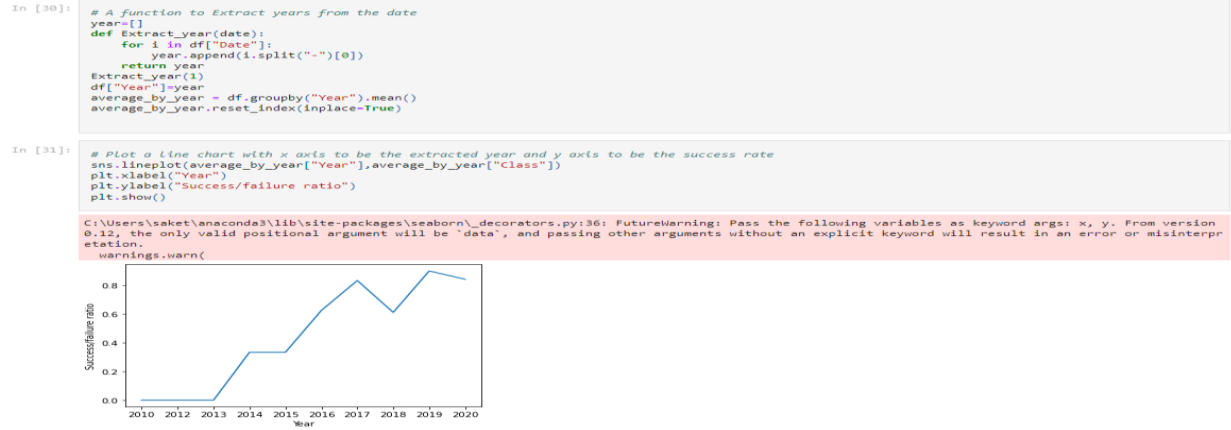 In [30]:
# A function to Extract years from the date
year=[]
def Extract_year(date):
    for i in df["Date"]:
        year.append(i.split("-")[0])
    return year
Extract_year(1)
df["Year"]=year
average_by_year = df.groupby("Year").mean()
average_by_year.reset_index(inplace=True)
In [31]:
# Plot a line chart with x axis to be the extracted year and y axis to be the success rate
sns.lineplot(average_by_year["Year"],average_by_year["Class"])
plt.xlabel("Year")
plt.ylabel("Success/failure ratio")
plt.show()
C:\Users\saket\anaconda3\lib\site-packages\seaborn\_decorators.py:36: FutureWarning: Pass the following variables as keyword args: x, y. From version
0.12, the only valid positional argument will be `data`, and passing other arguments without an explicit keyword will result in an error or misinterpr
etation.
  warnings.warn(
Success/failure ratio
0.8
0.6
0.4
0.2
0.0
2010 2012 2013 2014 2015 2016 2017 2018 2019 2020
Year